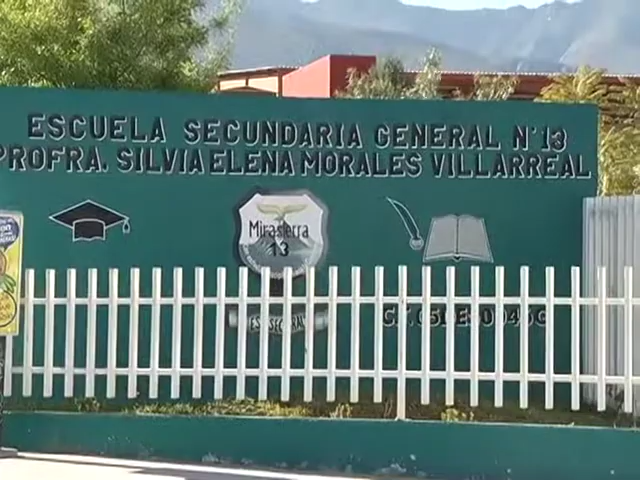 ESCUELA SECUNDARIA GENERAL N°13
PROFRA. SILVIA ELENA MORALES VILLARREAL
Mirasierra
13